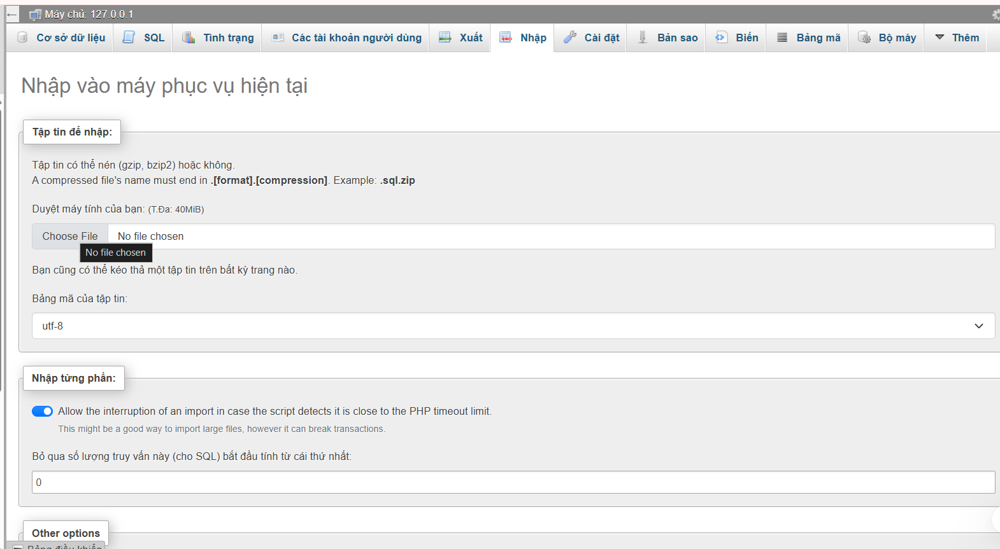 Máy chủ: 127.0.0.1
Cơ sở dữ liệu SQL Tình trạng Các tài khoản người dùng Xuất Nhập Cài đặt Bản sao Biến Bảng mã Bộ máy Thêm
Nhập vào máy phục vụ hiện tại
Tập tin để nhập:
Tập tin có thể nén (gzip, bzip2) hoặc không.
A compressed file's name must end in .[format].[compression]. Example: .sql.zip
Duyệt máy tính của bạn: (T.Đa: 40MiB)
Choose File No file chosen
No file chosen
Bạn cũng có thể kéo thả một tập tin trên bất kỳ trang nào.
Bảng mã của tập tin:
utf-8
Nhập từng phần:
Allow the interruption of an import in case the script detects it is close to the PHP timeout limit.
This might be a good way to import large files, however it can break transactions.
Bỏ qua số lượng truy vấn này (cho SQL) bắt đầu tính từ cái thứ nhất:
0
Other options
Bảng điều khiển